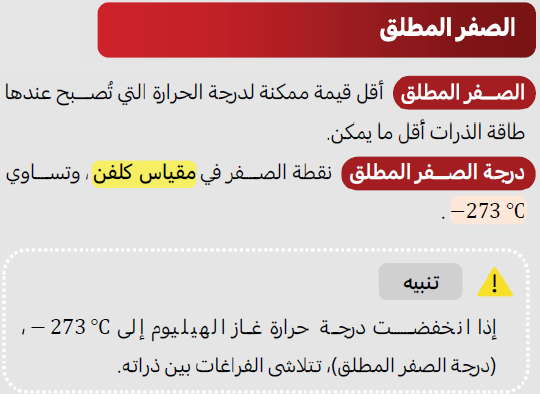 الصفر المطلق
الصفر المطلق أقل قيمة ممكنة لدرجة الحرارة التي تُصبح عندها
طاقة الذرات أقل ما يمكن.
درجة الصفر المطلق نقطة الصفر في مقياس كلفن، وتساوي
−273 °C .
تنبيه
إذا انخفضت درجة حرارة غاز الهيليوم إلى −273 °C ،
(درجة الصفر المطلق)، تتلاشى الفراغات بين ذراته.